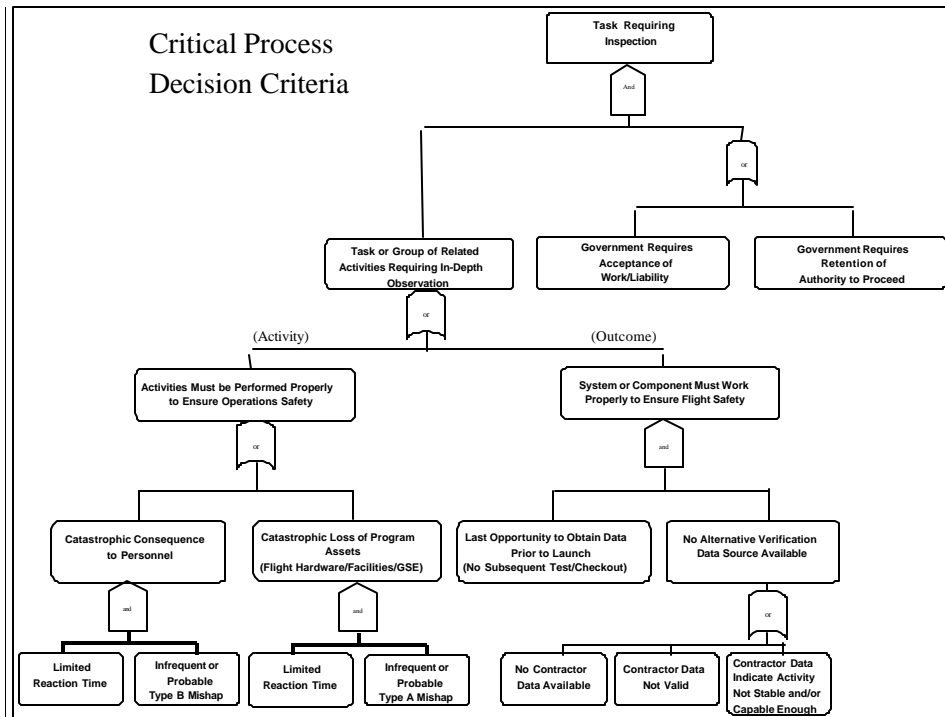 Critical Process
Decision Criteria
Task Requiring
Inspection
And
or
Task or Group of Related
Activities Requiring In-Depth
Observation
Government Requires
Acceptance of
Work/Liability
Government Requires
Retention of
Authority to Proceed
or
(Activity)
(Outcome)
Activities Must be Performed Properly
to Ensure Operations Safety
System or Component Must Work
Properly to Ensure Flight Safety
or
and
Catastrophic Consequence
to Personnel
Catastrophic Loss of Program
Assets
(Flight Hardware/Facilities/GSE)
Last Opportunity to Obtain Data
Prior to Launch
(No Subsequent Test/Checkout)
No Alternative Verification
Data Source Available
and
and
or
Limited
Reaction Time
Infrequent or
Probable
Type B Mishap
Limited
Reaction Time
Infrequent or
Probable
Type A Mishap
No Contractor
Data Available
Contractor Data
Not Valid
Contractor Data
Indicate Activity
Not Stable and/or
Capable Enough